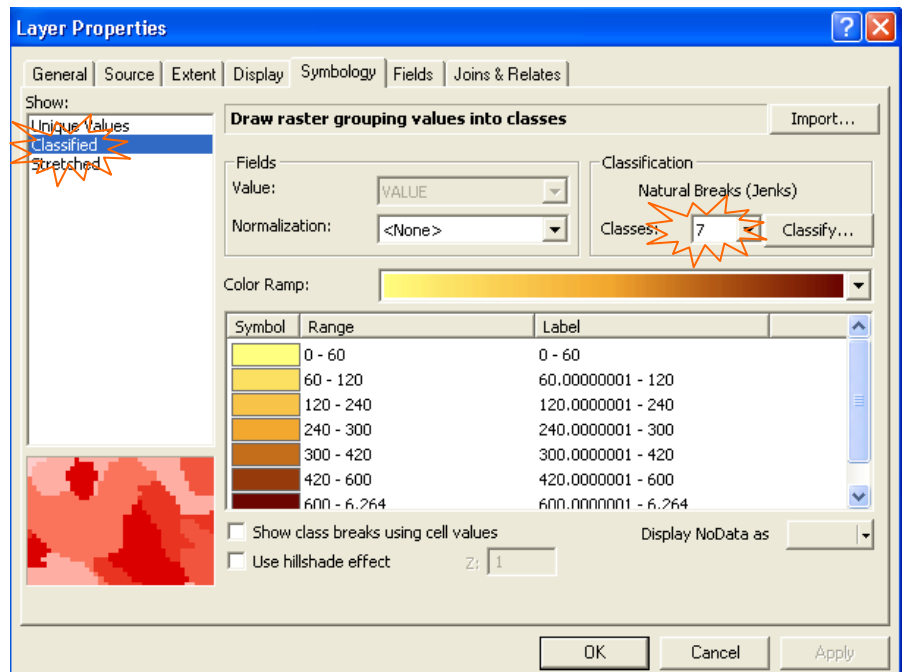 Layer Properties
General Source Extent Display Symbology Fields Joins & Relates
Show:
Unique Values
Classified
Stretched
Draw raster grouping values into classes
Import...
Fields
Value: VALUE
Normalization: <None>
Classification
Natural Breaks (Jenks)
Classes: 7 Classify...
Color Ramp:
Symbol Range Label
0 - 60 0 - 60
60 - 120 60.00000001 - 120
120 - 240 120.0000001 - 240
240 - 300 240.0000001 - 300
300 - 420 300.0000001 - 420
420 - 600 420.0000001 - 600
600 - 6,264 600.0000001 - 6,264
Show class breaks using cell values
Display NoData as
Use hillshade effect Z: 1
OK Cancel Apply